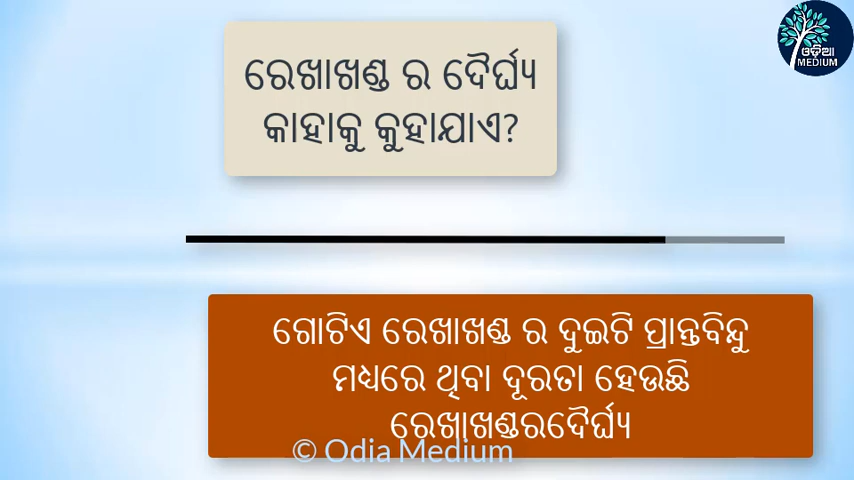 ଓଡ଼ିଆ
MEDIUM
ରେଖାଖଣ୍ଡ ର ଦୈର୍ଘ୍ୟ
କାହାକୁ କୁହାଯାଏ?
ଗୋଟିଏ ରେଖାଖଣ୍ଡ ର ଦୁଇଟି ପ୍ରାନ୍ତବିନ୍ଦୁ
ମଧ୍ୟରେ ଥିବା ଦୂରତା ହେଉଛି
ରେଖାଖଣ୍ଡରଦୈର୍ଘ୍ୟ
© Odia Medium